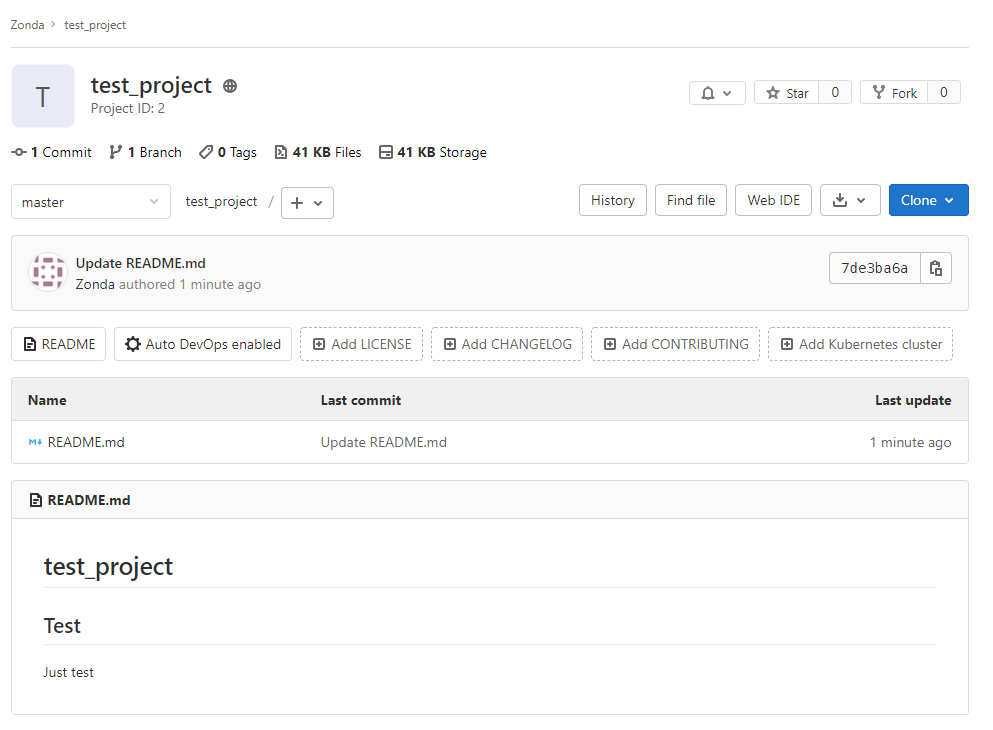 Zonda > test_project
T
test_project
Project ID: 2
Star 0 Fork 0
1 Commit 1 Branch 0 Tags 41 KB Files 41 KB Storage
master test_project / + History Find file Web IDE Clone
Update README.md
Zonda authored 1 minute ago
7de3ba6a
README Auto DevOps enabled Add LICENSE Add CHANGELOG Add CONTRIBUTING Add Kubernetes cluster
Name Last commit Last update
M↓ README.md Update README.md 1 minute ago
README.md
test_project
Test
Just test